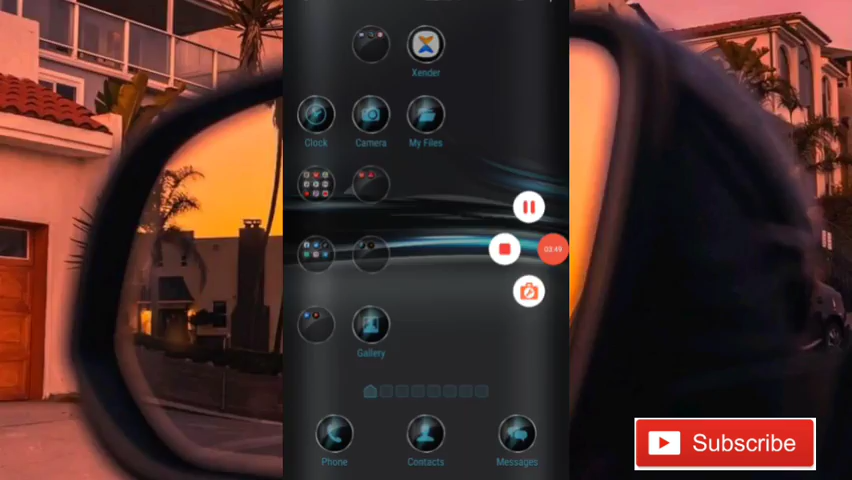 Xender
Clock
Camera
My Files
03:49
Gallery
Phone
Contacts
Messages
Subscribe